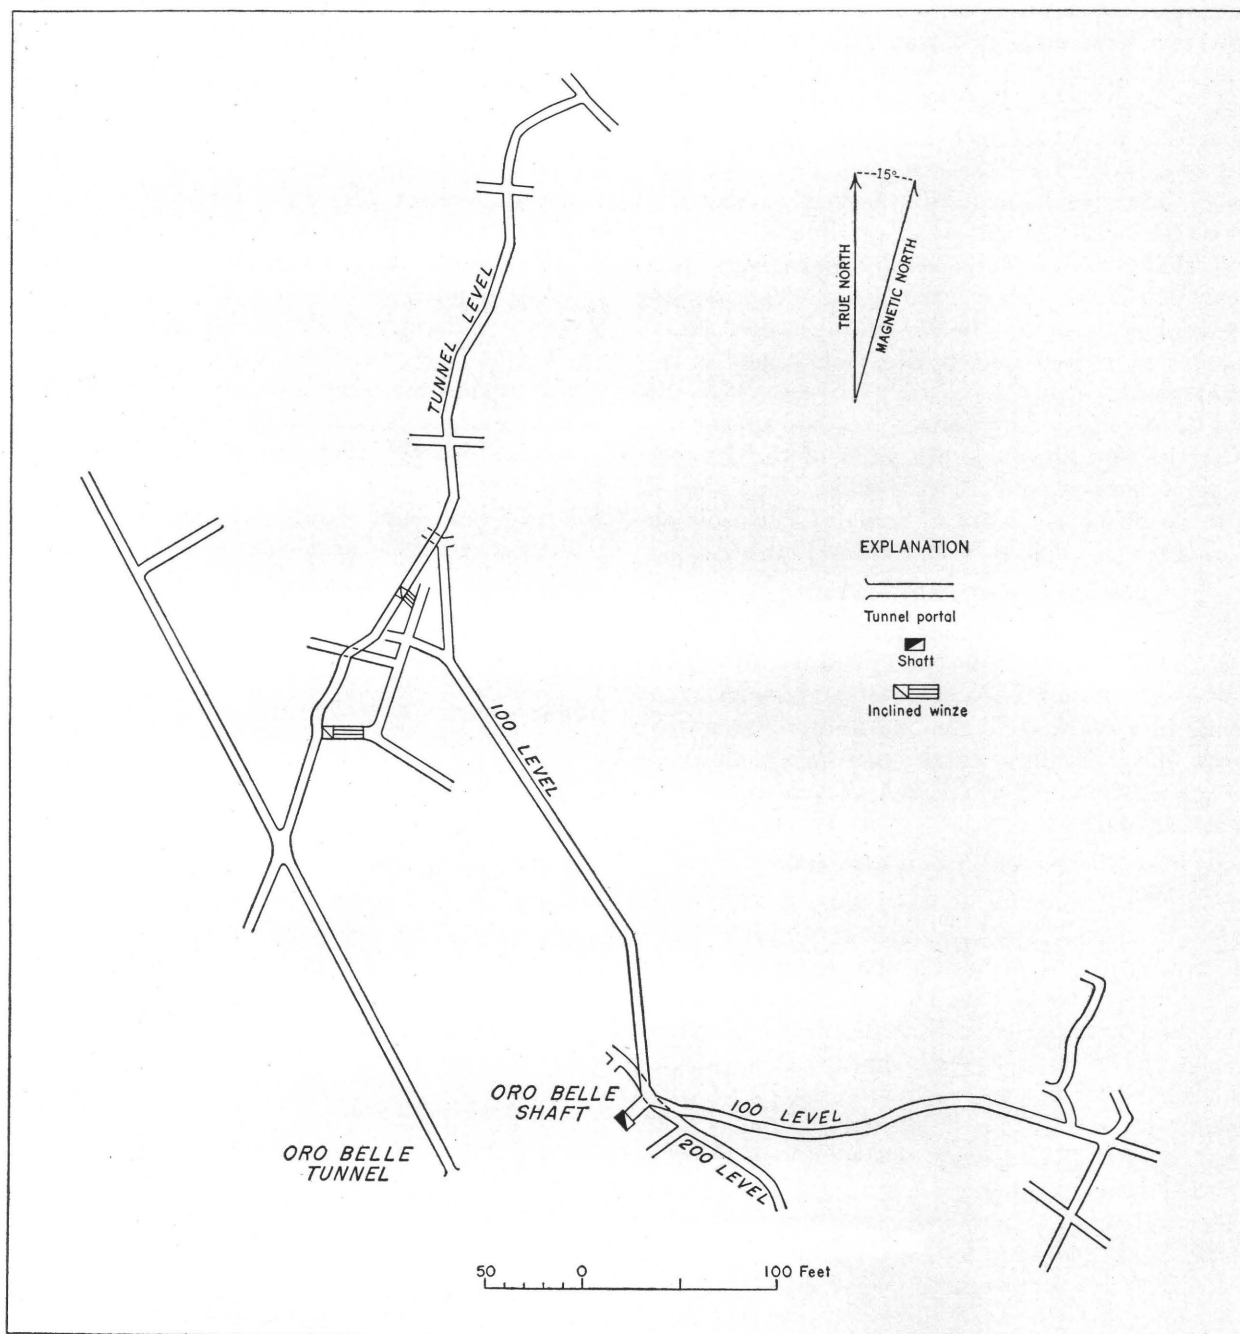 TUNNEL LEVEL
15°
TRUE NORTH
MAGNETIC NORTH
EXPLANATION
Tunnel portal
Shaft
Inclined winze
100 LEVEL
ORO BELLE
SHAFT
100 LEVEL
200 LEVEL
ORO BELLE
TUNNEL
50 0 100 Feet